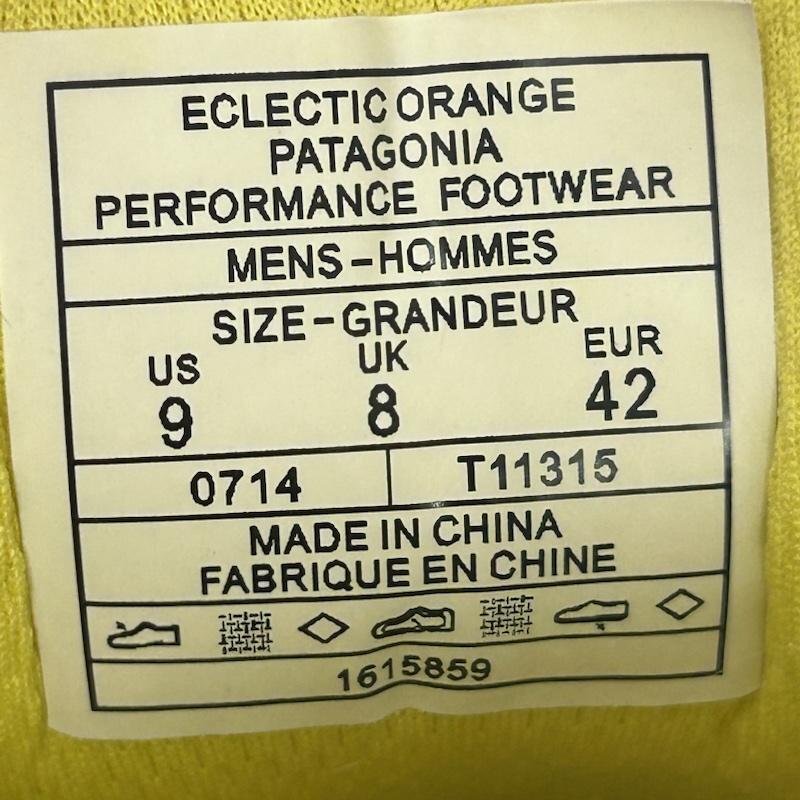 ECLECTIC ORANGE
PATAGONIA
PERFORMANCE FOOTWEAR
MENS-HOMMES
SIZE-GRANDEUR
US UK EUR
9 8 42
0714 T11315
MADE IN CHINA
FABRIQUE EN CHINE
1615859